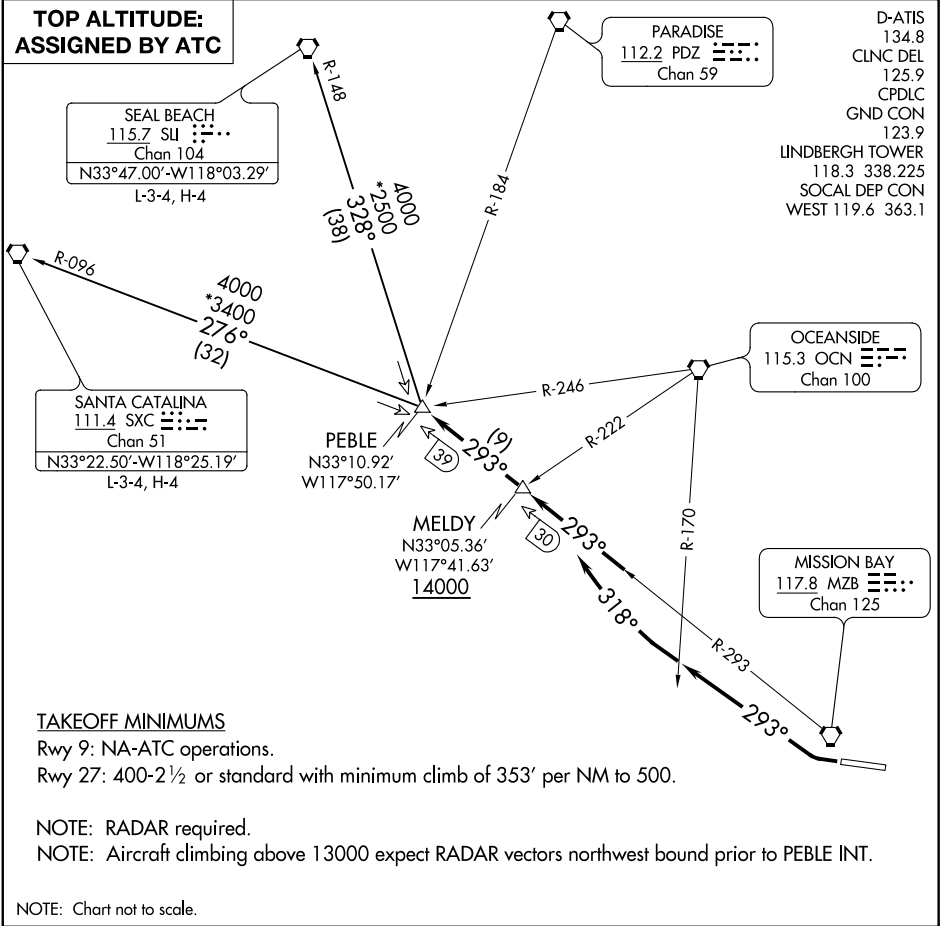 TOP ALTITUDE:
ASSIGNED BY ATC
D-ATIS
134.8
CLNC DEL
125.9
CPDLC
GND CON
123.9
LINDBERGH TOWER
118.3 338.225
SOCAL DEP CON
WEST 119.6 363.1
PARADISE
112.2 PDZ
Chan 59
SEAL BEACH
115.7 SLI
Chan 104
N33°47.00'-W118°03.29'
L-3-4, H-4
R-148
R-184
4000
*2500
328°
(38)
R-096
4000
*3400
276°
(32)
SANTA CATALINA
111.4 SXC
Chan 51
N33°22.50'-W118°25.19'
L-3-4, H-4
OCEANSIDE
115.3 OCN
Chan 100
R-246
R-222
R-170
PEBLE
N33°10.92'
W117°50.17'
39
(9)
293°
MELDY
N33°05.36'
W117°41.63'
14000
30
293°
318°
MISSION BAY
117.8 MZB
Chan 125
R-293
293°
TAKEOFF MINIMUMS
Rwy 9: NA-ATC operations.
Rwy 27: 400-2½ or standard with minimum climb of 353' per NM to 500.
NOTE: RADAR required.
NOTE: Aircraft climbing above 13000 expect RADAR vectors northwest bound prior to PEBLE INT.
NOTE: Chart not to scale.